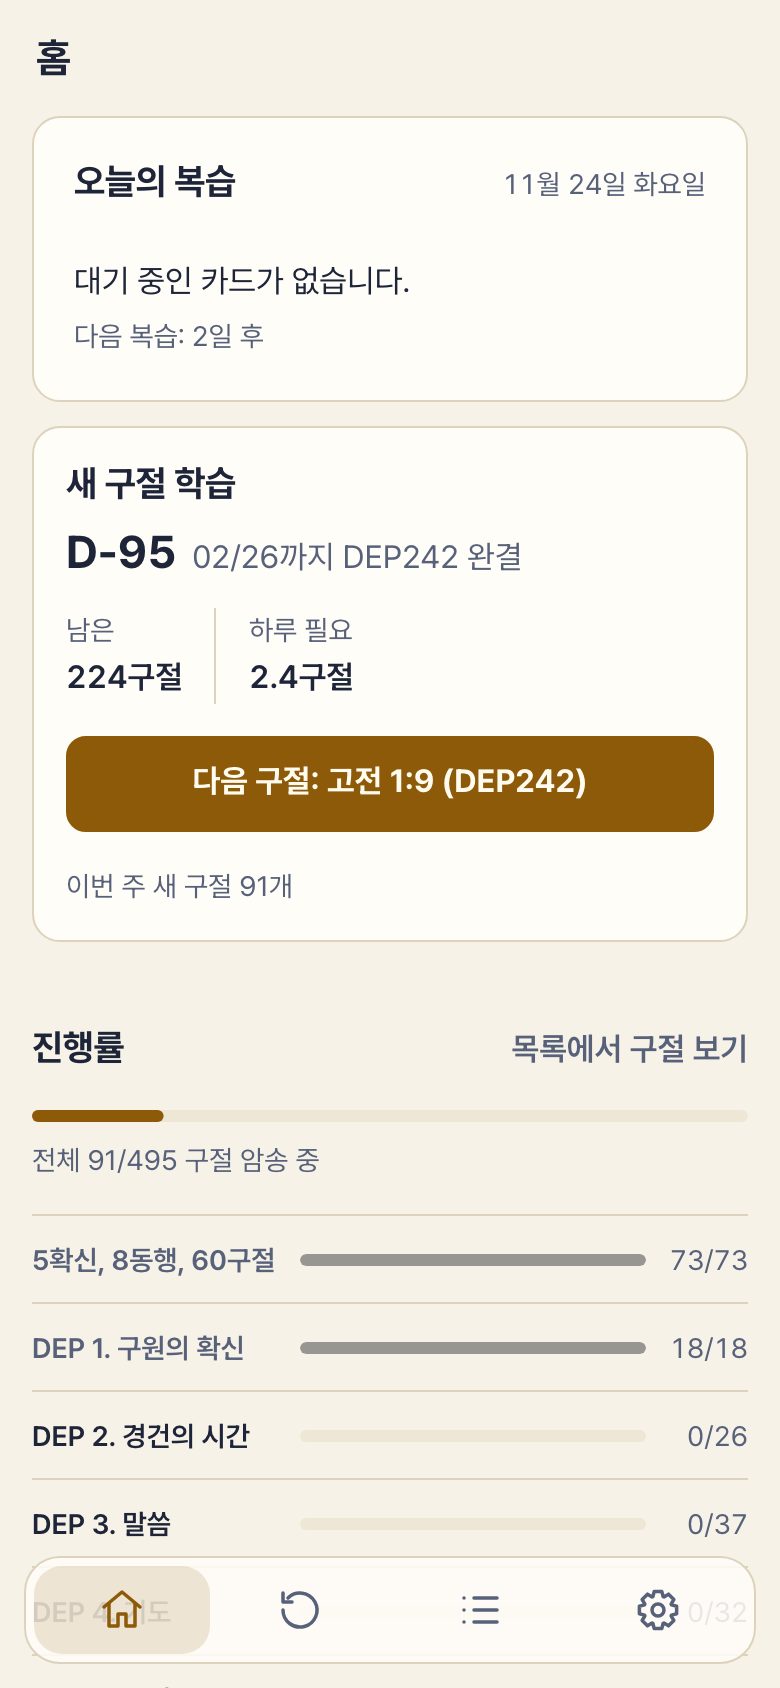 홈
오늘의 복습
11월 24일 화요일
대기 중인 카드가 없습니다.
다음 복습: 2일 후
새 구절 학습
D-95 02/26까지 DEP242 완결
남은
224구절
하루 필요
2.4구절
다음 구절: 고전 1:9 (DEP242)
이번 주 새 구절 91개
진행률
목록에서 구절 보기
전체 91/495 구절 암송 중
5확신, 8동행, 60구절 73/73
DEP 1. 구원의 확신 18/18
DEP 2. 경건의 시간 0/26
DEP 3. 말씀 0/37
DEP 4. 기도 0/32